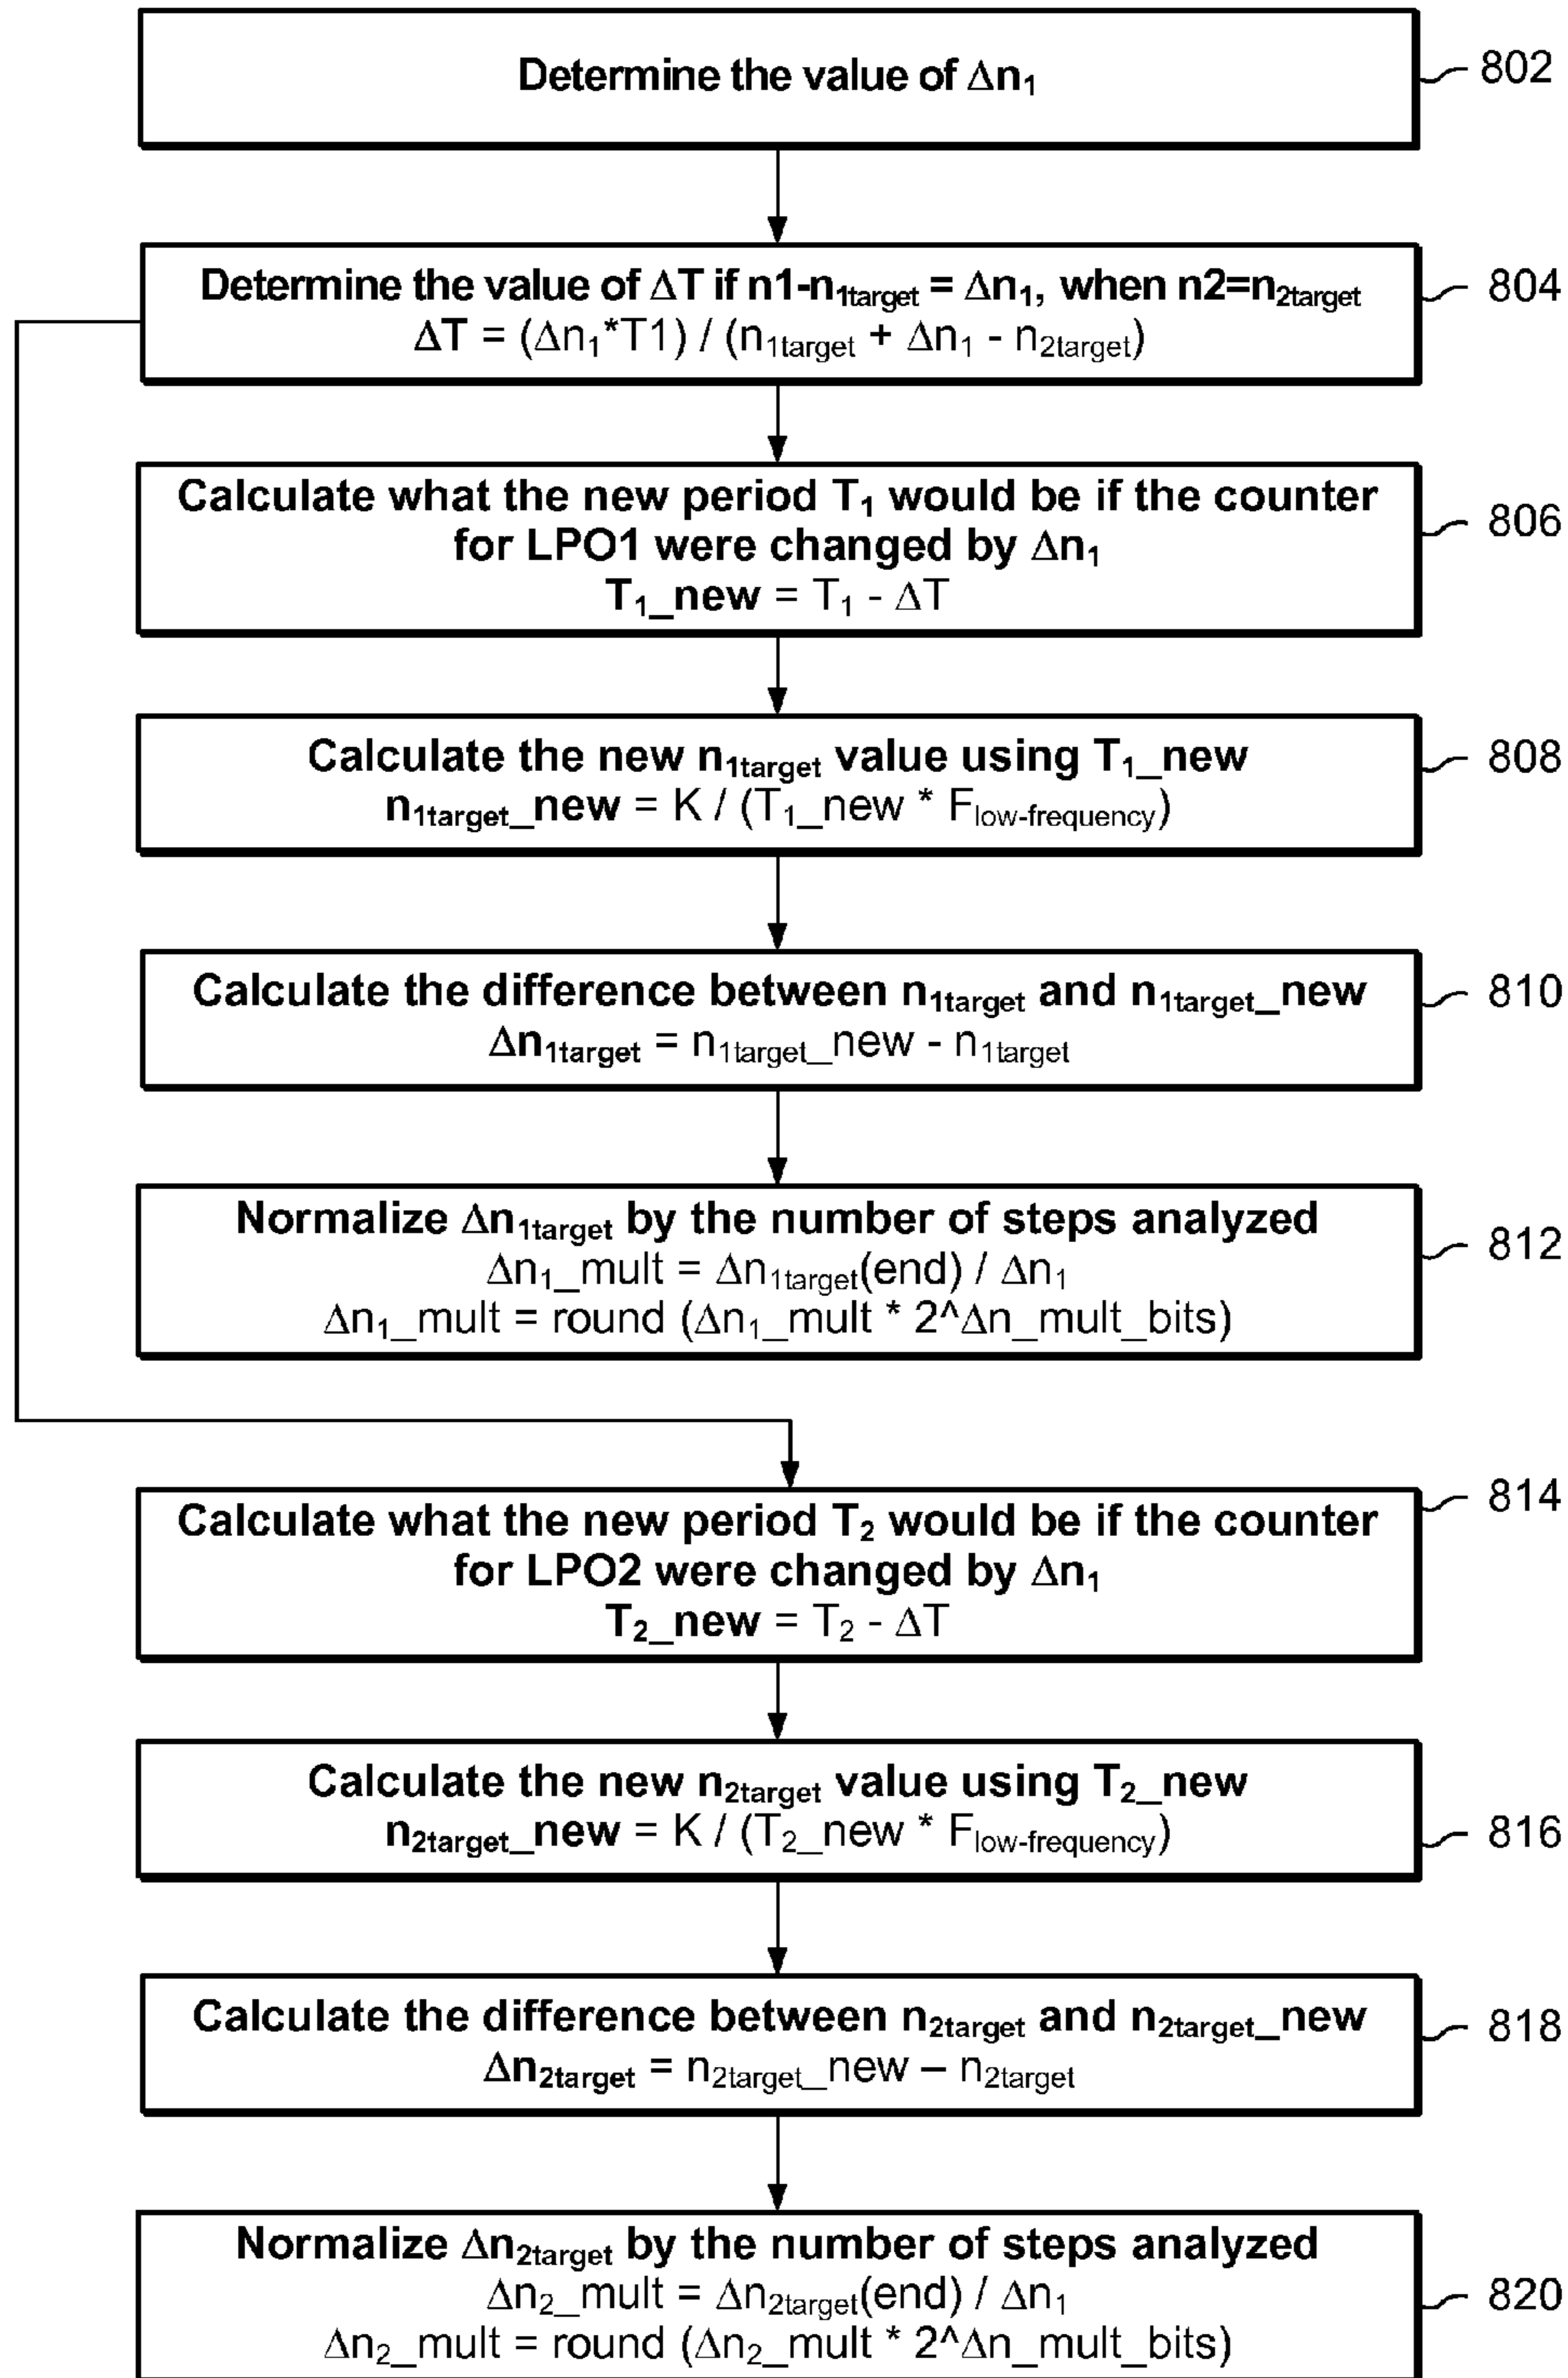 Determine the value of Δn₁
802
Determine the value of ΔT if n1-n₁target = Δn₁, when n2=n₂target
ΔT = (Δn₁*T1) / (n₁target + Δn₁ - n₂target)
804
Calculate what the new period T₁ would be if the counter
for LPO1 were changed by Δn₁
T₁_new = T₁ - ΔT
806
Calculate the new n₁target value using T₁_new
n₁target_new = K / (T₁_new * Flow-frequency)
808
Calculate the difference between n₁target and n₁target_new
Δn₁target = n₁target_new - n₁target
810
Normalize Δn₁target by the number of steps analyzed
Δn₁_mult = Δn₁target(end) / Δn₁
Δn₁_mult = round (Δn₁_mult * 2^Δn_mult_bits)
812
Calculate what the new period T₂ would be if the counter
for LPO2 were changed by Δn₁
T₂_new = T₂ - ΔT
814
Calculate the new n₂target value using T₂_new
n₂target_new = K / (T₂_new * Flow-frequency)
816
Calculate the difference between n₂target and n₂target_new
Δn₂target = n₂target_new – n₂target
818
Normalize Δn₂target by the number of steps analyzed
Δn₂_mult = Δn₂target(end) / Δn₁
Δn₂_mult = round (Δn₂_mult * 2^Δn_mult_bits)
820